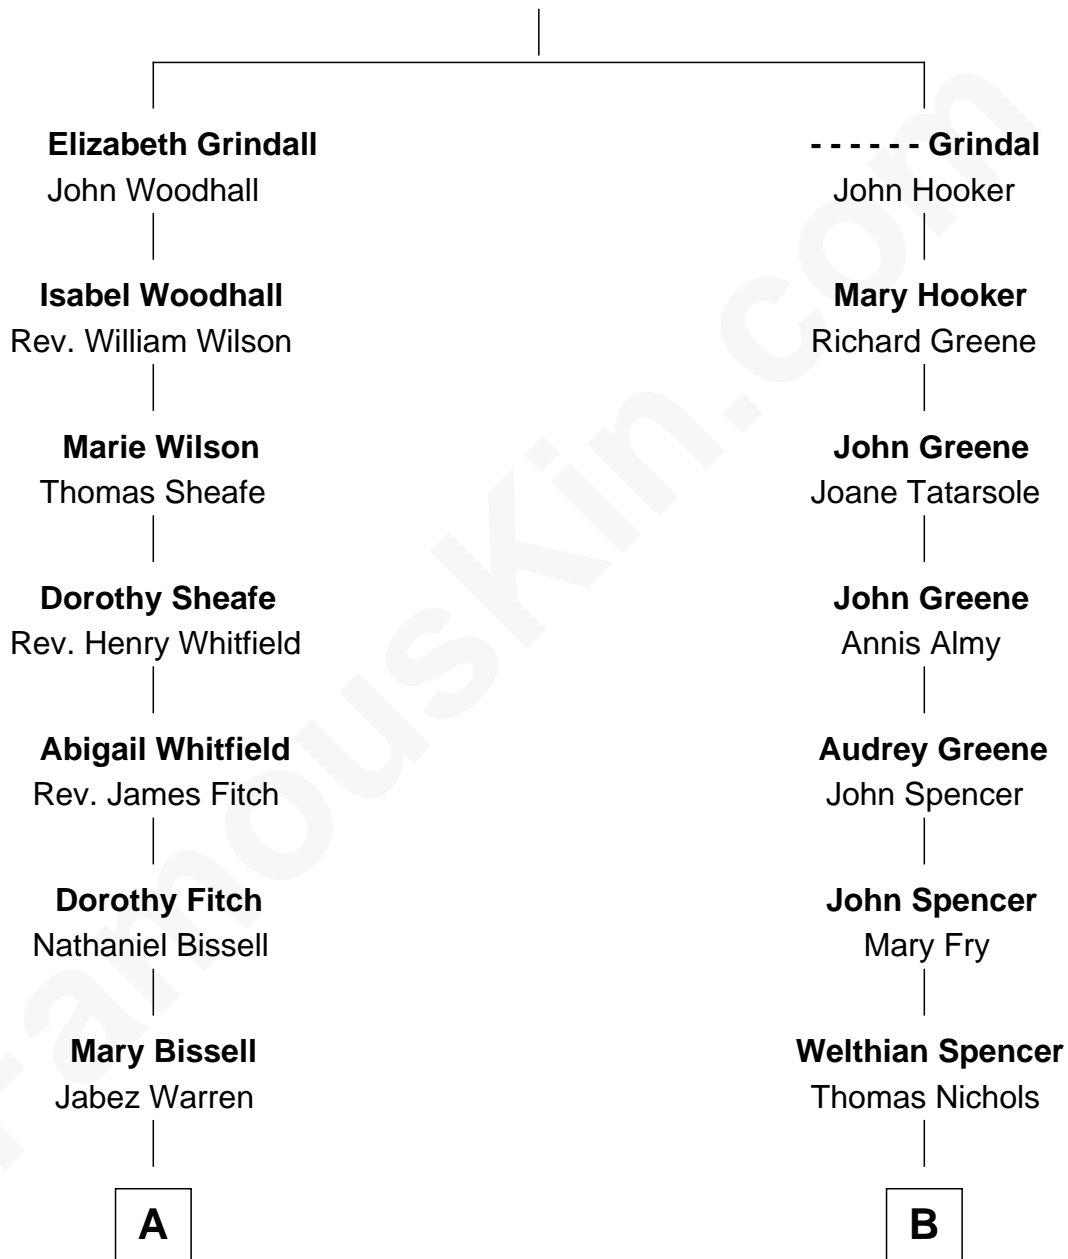 Elizabeth Grindall
John Woodhall
Isabel Woodhall
Rev. William Wilson
Marie Wilson
Thomas Sheafe
Dorothy Sheafe
Rev. Henry Whitfield
Abigail Whitfield
Rev. James Fitch
Dorothy Fitch
Nathaniel Bissell
Mary Bissell
Jabez Warren
A
- - - - - - Grindal
John Hooker
Mary Hooker
Richard Greene
John Greene
Joane Tatarsole
John Greene
Annis Almy
Audrey Greene
John Spencer
John Spencer
Mary Fry
Welthian Spencer
Thomas Nichols
B
FamousKin.com